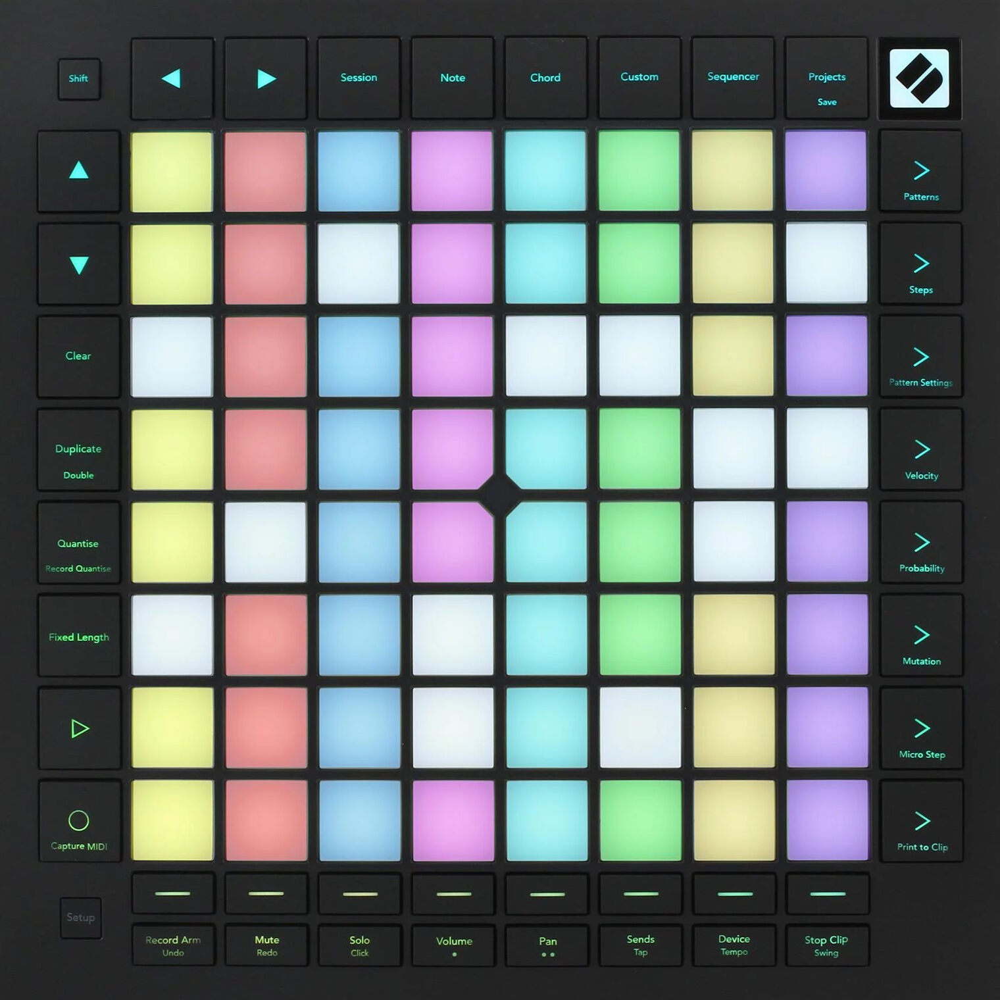 Shift
Session
Note
Chord
Custom
Sequencer
Projects
Save
Patterns
Steps
Clear
Pattern Settings
Duplicate
Double
Velocity
Quantise
Record Quantise
Probability
Fixed Length
Mutation
Micro Step
Capture MIDI
Print to Clip
Setup
Record Arm
Undo
Mute
Redo
Solo
Click
Volume
Pan
Sends
Tap
Device
Tempo
Stop Clip
Swing